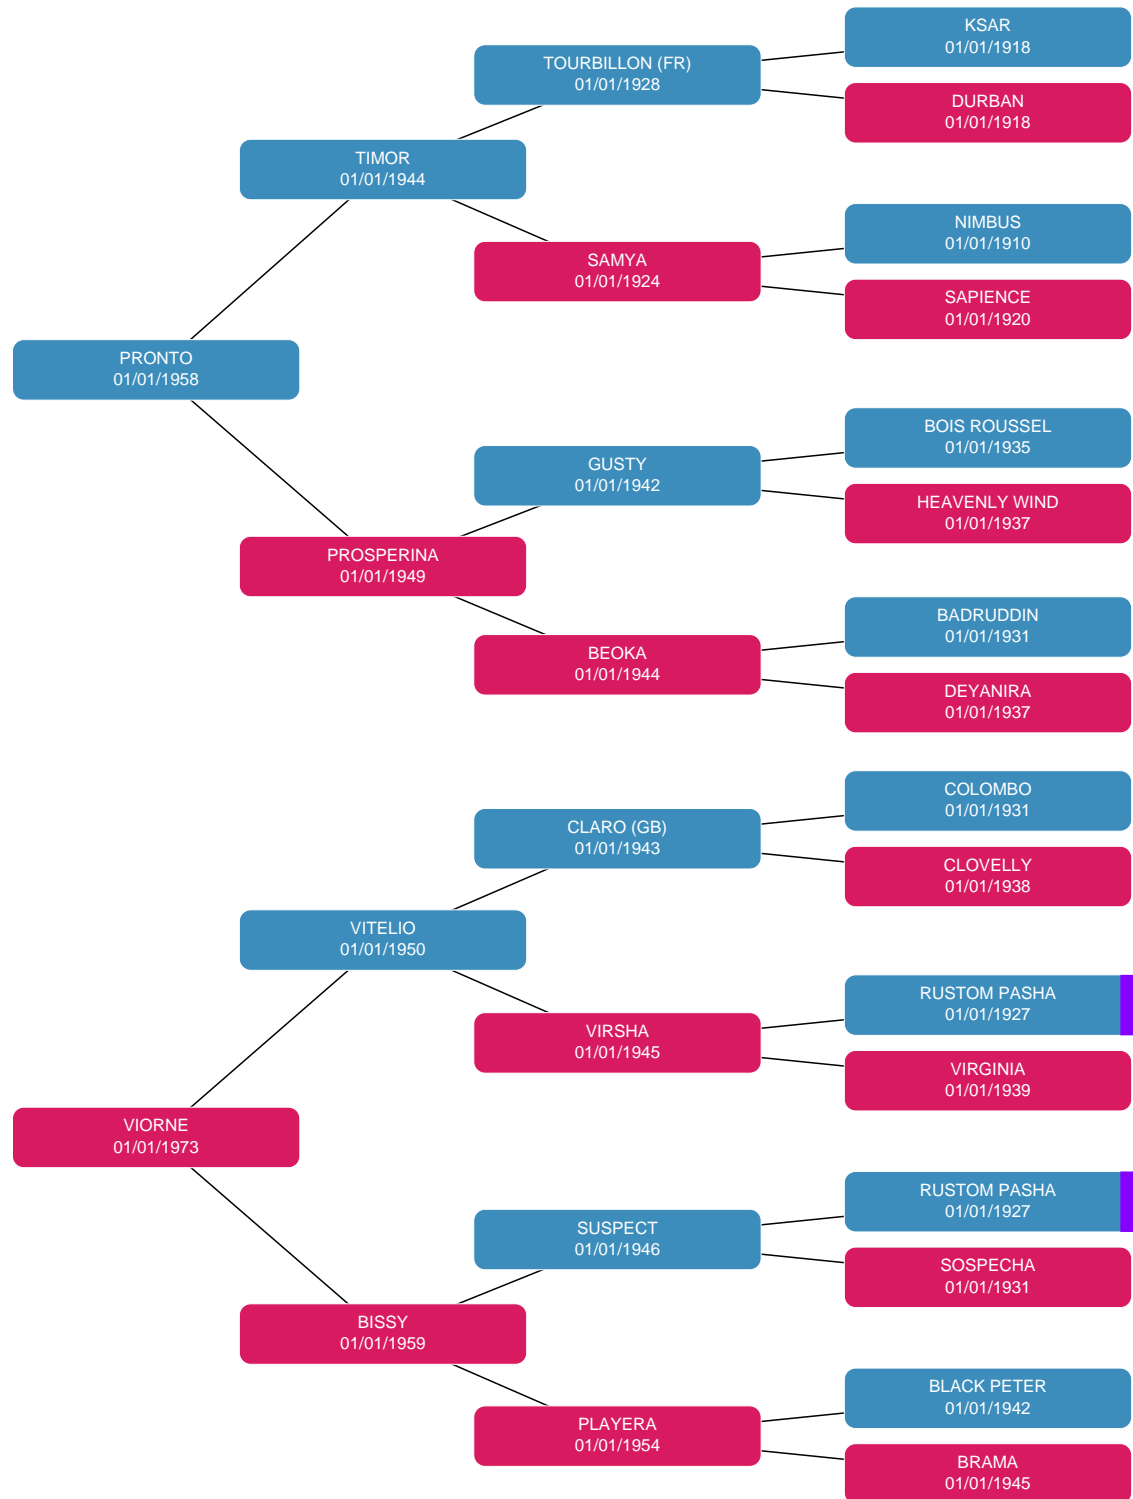 KSAR
01/01/1918
TOURBILLON (FR)
01/01/1928
DURBAN
01/01/1918
TIMOR
01/01/1944
NIMBUS
01/01/1910
SAMYA
01/01/1924
SAPIENCE
01/01/1920
PRONTO
01/01/1958
BOIS ROUSSEL
01/01/1935
GUSTY
01/01/1942
HEAVENLY WIND
01/01/1937
PROSPERINA
01/01/1949
BADRUDDIN
01/01/1931
BEOKA
01/01/1944
DEYANIRA
01/01/1937
COLOMBO
01/01/1931
CLARO (GB)
01/01/1943
CLOVELLY
01/01/1938
VITELIO
01/01/1950
RUSTOM PASHA
01/01/1927
VIRSHA
01/01/1945
VIRGINIA
01/01/1939
VIORNE
01/01/1973
RUSTOM PASHA
01/01/1927
SUSPECT
01/01/1946
SOSPECHA
01/01/1931
BISSY
01/01/1959
BLACK PETER
01/01/1942
PLAYERA
01/01/1954
BRAMA
01/01/1945